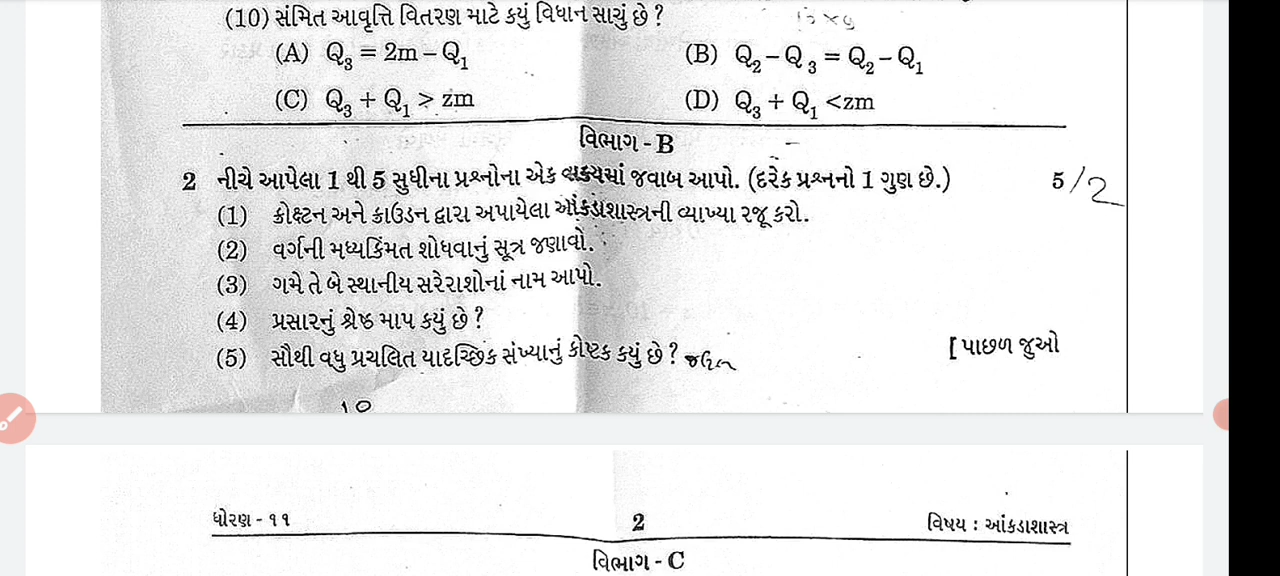 (10) સંમિત આવૃત્તિ વિતરણ માટે કયું વિધાન સાચું છે ?
(A) Q₃ = 2m – Q₁ (B) Q₂ – Q₃ = Q₂ – Q₁
(C) Q₃ + Q₁ > zm (D) Q₃ + Q₁ <zm
વિભાગ - B
2 નીચે આપેલા 1 થી 5 સુધીના પ્રશ્નોના એક વાક્યમાં જવાબ આપો. (દરેક પ્રશ્નનો 1 ગુણ છે.) 5/2
(1) ક્રોક્ષ્ટન અને ક્રાઉડન દ્વારા અપાયેલા આંકડાશાસ્ત્રની વ્યાખ્યા રજૂ કરો.
(2) વર્ગની મધ્યકિંમત શોધવાનું સૂત્ર જણાવો.
(3) ગમે તે બે સ્થાનીય સરેરાશોનાં નામ આપો.
(4) પ્રસારનું શ્રેષ્ઠ માપ કયું છે ?
(5) સૌથી વધુ પ્રચલિત યાદૃચ્છિક સંખ્યાનું કોષ્ટક કયું છે ?
[ પાછળ જુઓ
10
ધોરણ - ૧૧ 2 વિષય : આંકડાશાસ્ત્ર
વિભાગ - C